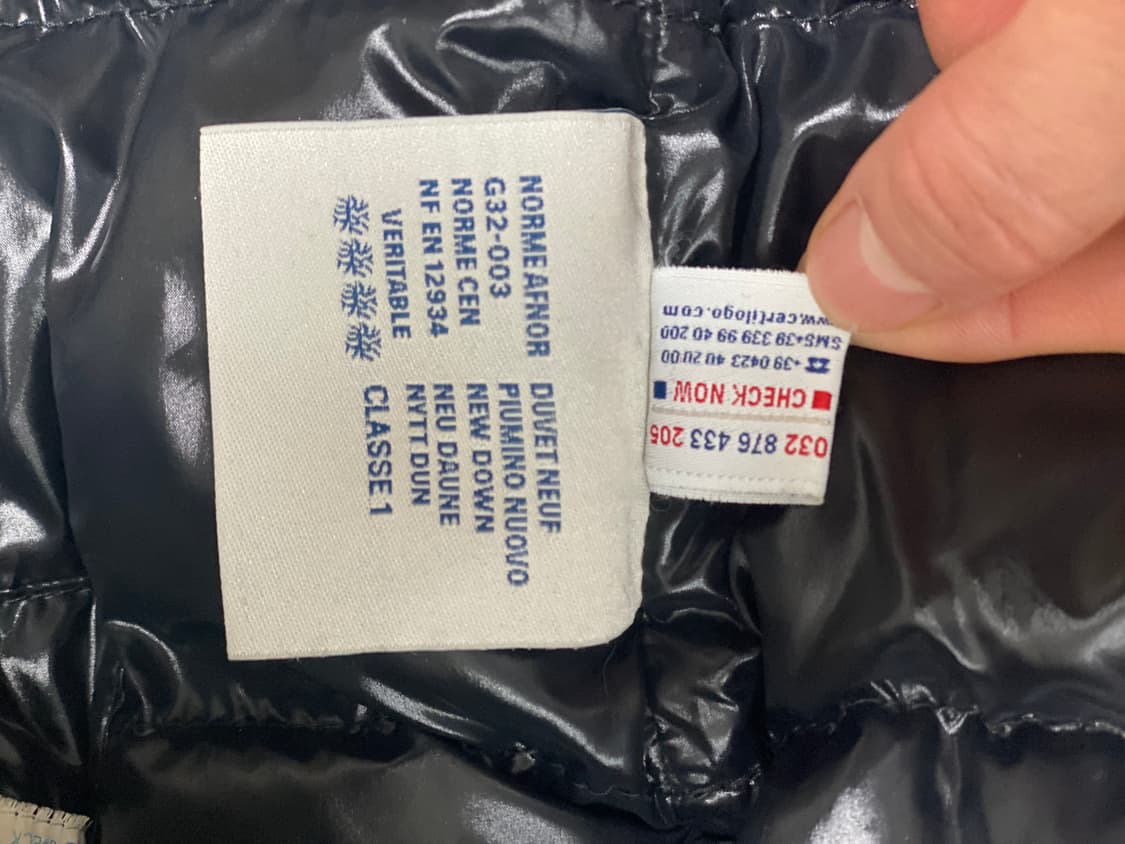 NORME AFNOR
G32-003
NORME CEN
NF EN 12934
VERITABLE
DUVET NEUF
PIUMINO NUOVO
NEW DOWN
NEU DAUNE
NYTT DUN
CLASSE 1
032 876 433 205
CHECK NOW
+39 0423 40 20 00
SMS+39 339 99 40 200
www.certilogo.com